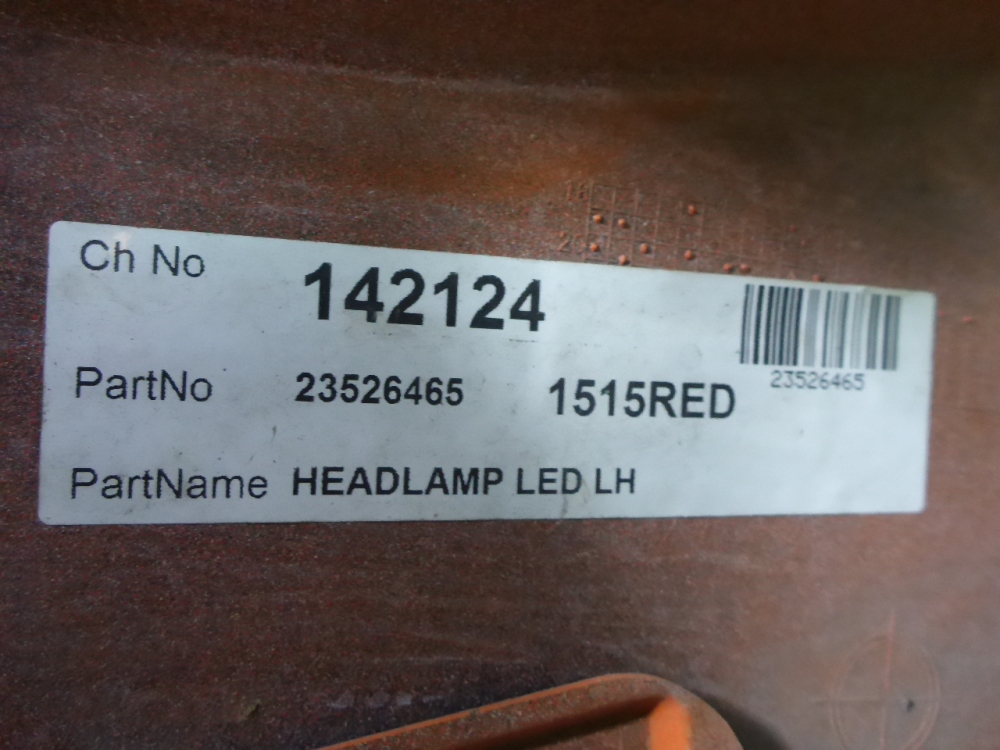 Ch No 142124
23526465
PartNo 23526465 1515RED
PartName HEADLAMP LED LH